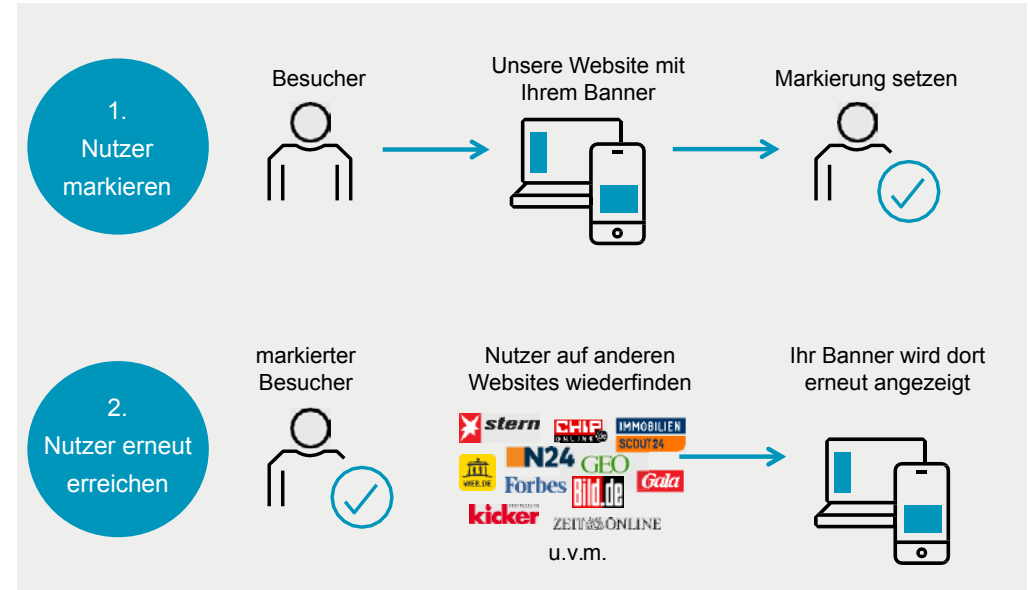 1.
Nutzer
markieren
Besucher
Unsere Website mit
Ihrem Banner
Markierung setzen
2.
Nutzer erneut
erreichen
markierter
Besucher
Nutzer auf anderen
Websites wiederfinden
stern
CHIP
ONLINE
IMMOBILIEN
SCOUT24
WEB.DE
N24
GEO
Forbes
Bild.de
Gala
kicker
ZEIT ONLINE
u.v.m.
Ihr Banner wird dort
erneut angezeigt